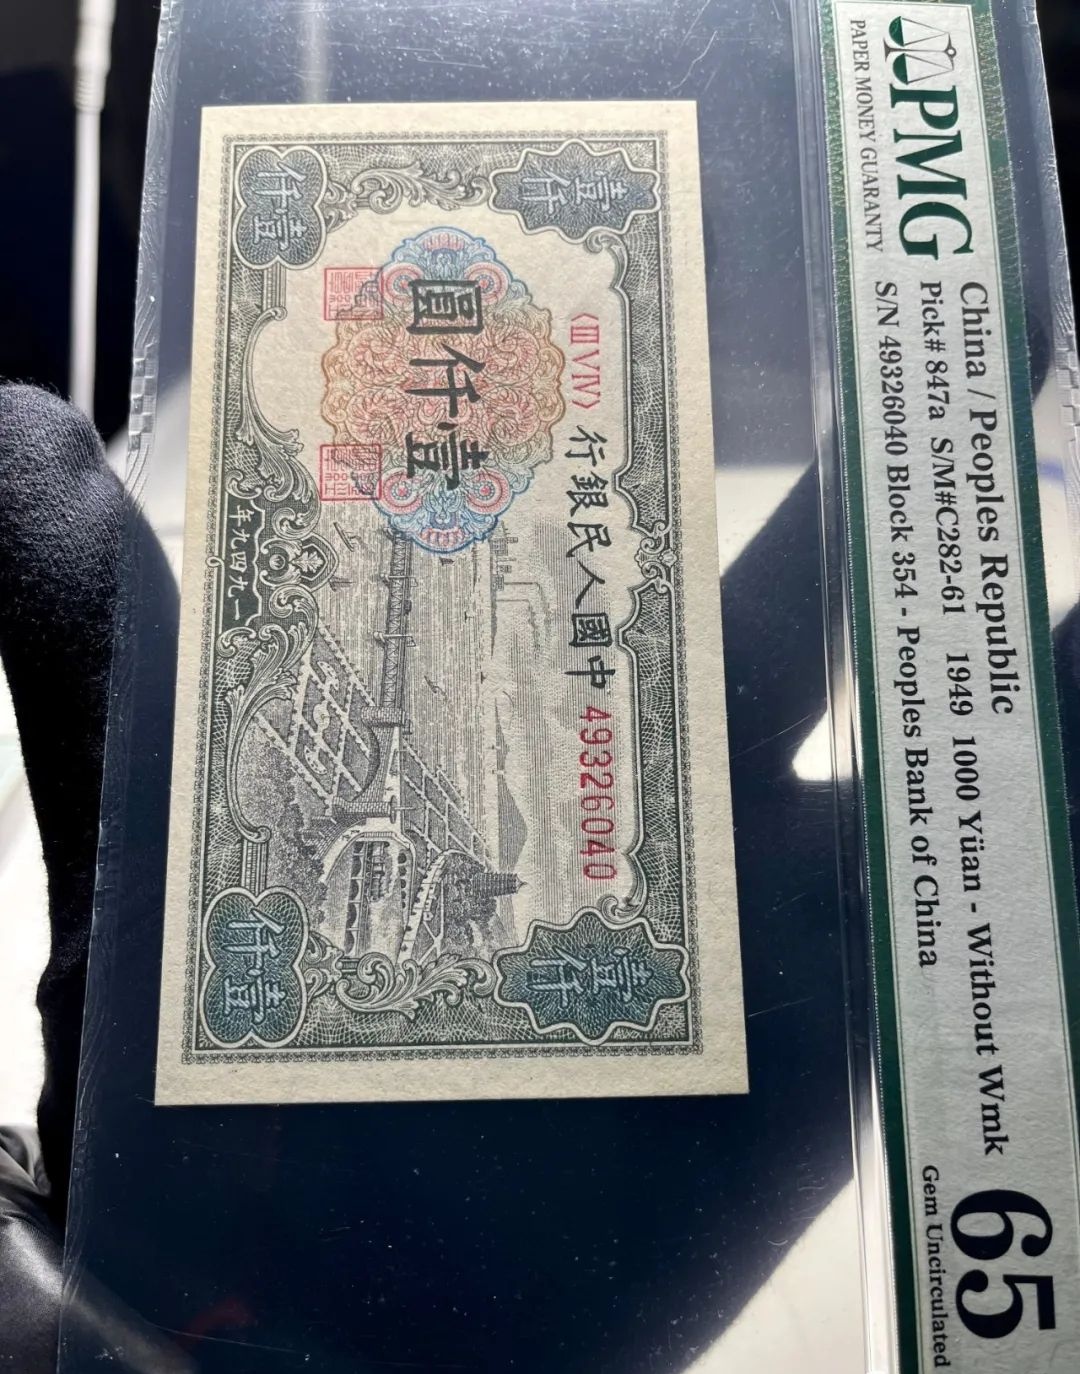 PMG
PAPER MONEY GUARANTY
China / Peoples Republic
Pick# 847a S/M#C282-61 1949 1000 Yüan - Without Wmk
S/N 49326040 Block 354 - Peoples Bank of China
65
Gem Uncirculated
〈ⅢⅤⅣ〉 行銀民人國中 49326040
圓仟壹
年九四九一
壹仟
壹仟
仟壹
仟壹